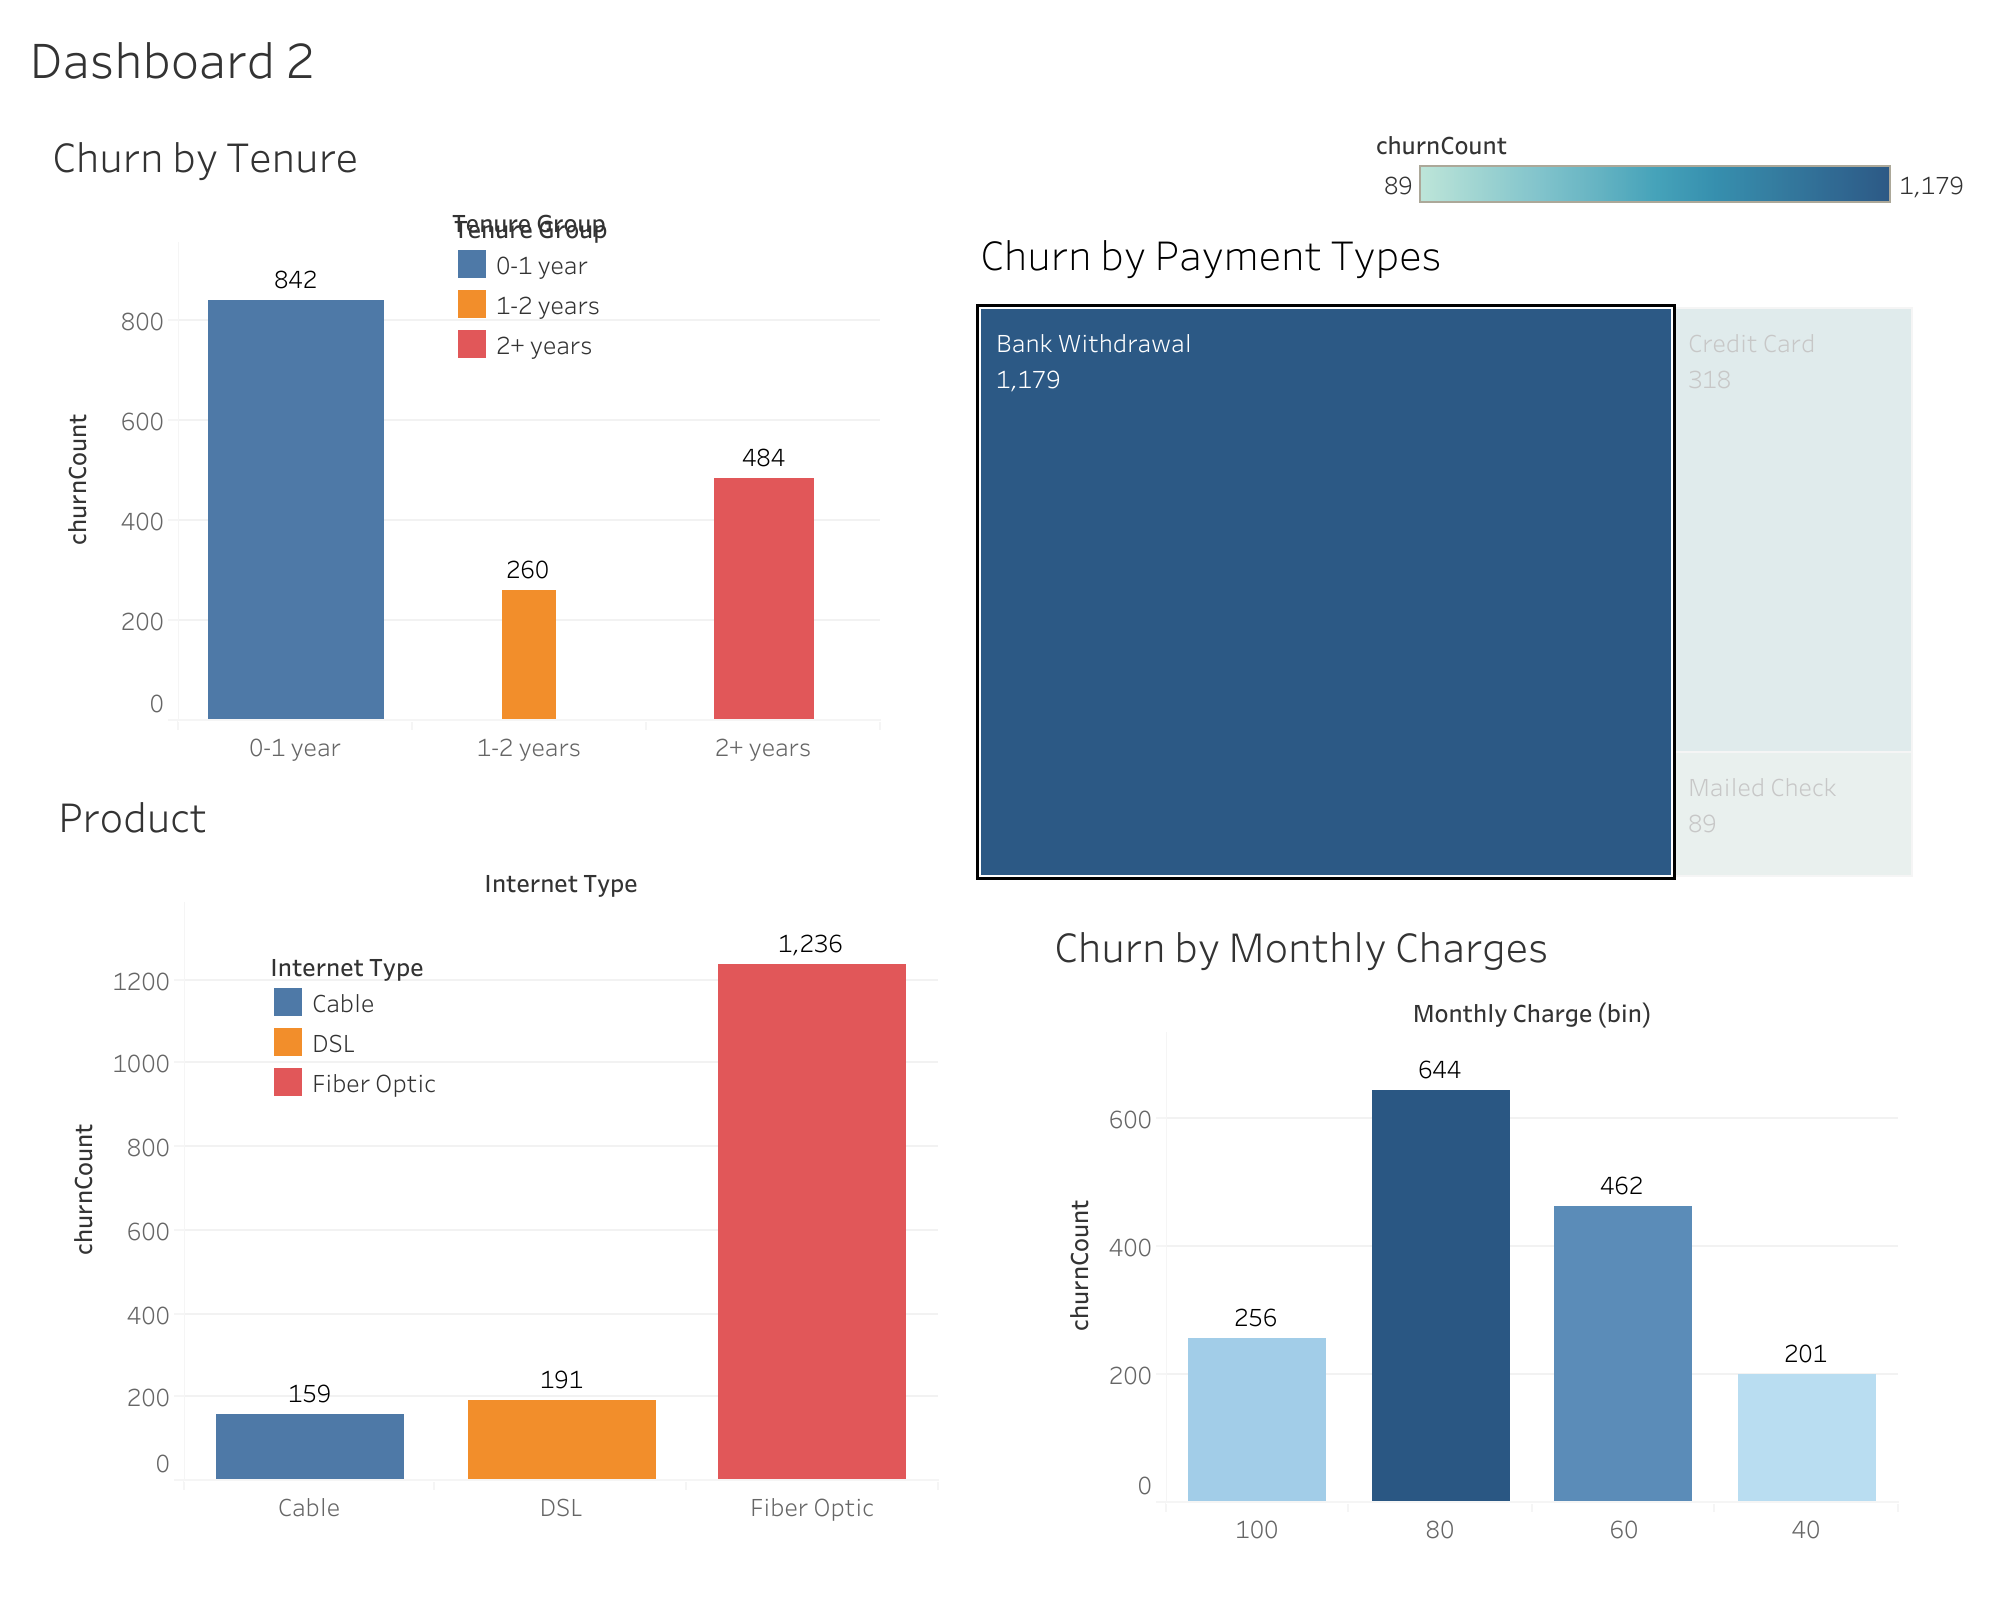 Dashboard 2
Churn by Tenure
Tenure Group
Tenure Group
0-1 year
1-2 years
2+ years
churnCount
800
600
400
200
0
842
260
484
0-1 year
1-2 years
2+ years
churnCount
89
1,179
Churn by Payment Types
Bank Withdrawal
1,179
Credit Card
318
Mailed Check
89
Product
Internet Type
Internet Type
Cable
DSL
Fiber Optic
churnCount
1200
1000
800
600
400
200
0
159
191
1,236
Cable
DSL
Fiber Optic
Churn by Monthly Charges
Monthly Charge (bin)
churnCount
600
400
200
0
256
644
462
201
100
80
60
40